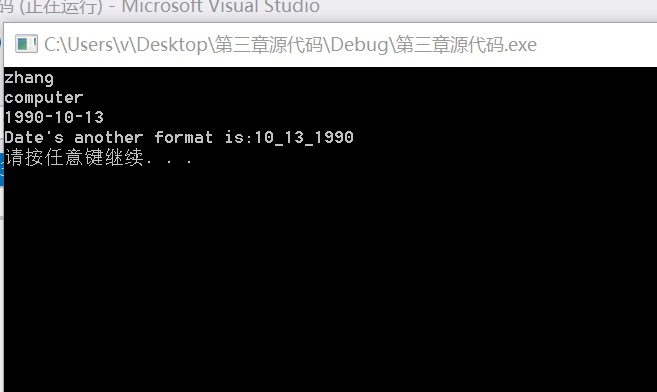 码 (正在运行) - Microsoft Visual Studio
C:\Users\v\Desktop\第三章源代码\Debug\第三章源代码.exe
zhang
computer
1990-10-13
Date's another format is:10_13_1990
请按任意键继续. . .